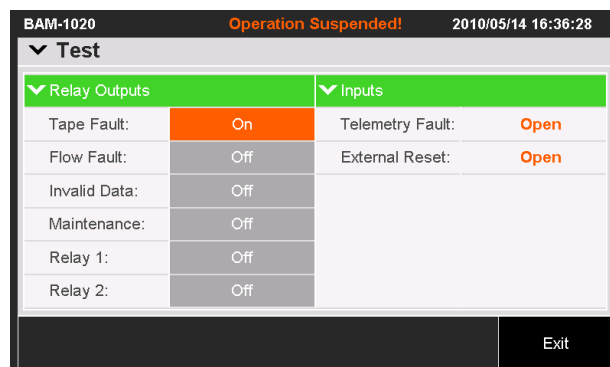 BAM-1020 Operation Suspended! 2010/05/14 16:36:28
Test
Relay Outputs Inputs
Tape Fault: On Telemetry Fault: Open
Flow Fault: Off External Reset: Open
Invalid Data: Off
Maintenance: Off
Relay 1: Off
Relay 2: Off
Exit